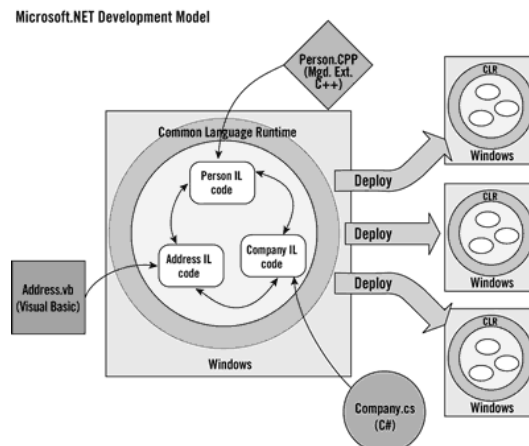 Microsoft.NET Development Model
Person.CPP
(Mgd. Ext.
C++)
Common Language Runtime
Person IL
code
Address IL
code
Company IL
code
Windows
Address.vb
(Visual Basic)
Company.cs
(C#)
Deploy
Deploy
Deploy
CLR
Windows
CLR
Windows
CLR
Windows